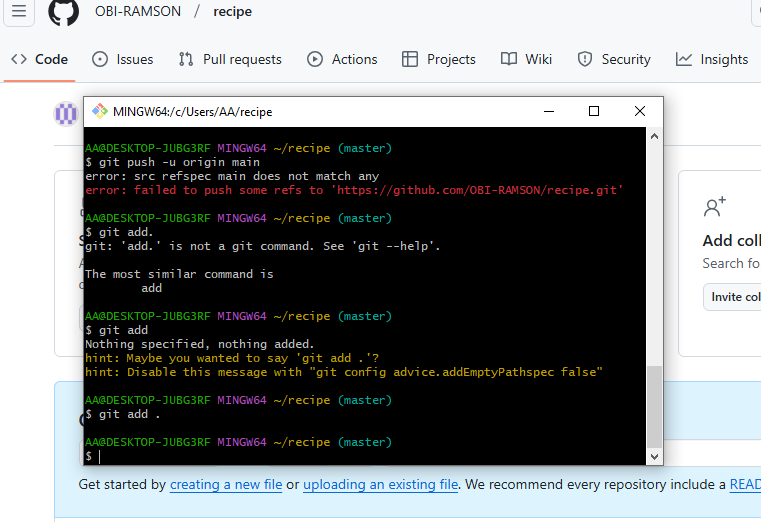 OBI-RAMSON / recipe
Code Issues Pull requests Actions Projects Wiki Security Insights
MINGW64:/c/Users/AA/recipe
AA@DESKTOP-JUBG3RF MINGW64 ~/recipe (master)
$ git push -u origin main
error: src refspec main does not match any
error: failed to push some refs to 'https://github.com/OBI-RAMSON/recipe.git'
AA@DESKTOP-JUBG3RF MINGW64 ~/recipe (master)
$ git add.
git: 'add.' is not a git command. See 'git --help'.
The most similar command is
add
AA@DESKTOP-JUBG3RF MINGW64 ~/recipe (master)
$ git add
Nothing specified, nothing added.
hint: Maybe you wanted to say 'git add .'?
hint: Disable this message with "git config advice.addEmptyPathspec false"
AA@DESKTOP-JUBG3RF MINGW64 ~/recipe (master)
$ git add .
AA@DESKTOP-JUBG3RF MINGW64 ~/recipe (master)
$
Add coll
Search fo
Invite col
Get started by creating a new file or uploading an existing file. We recommend every repository include a READ